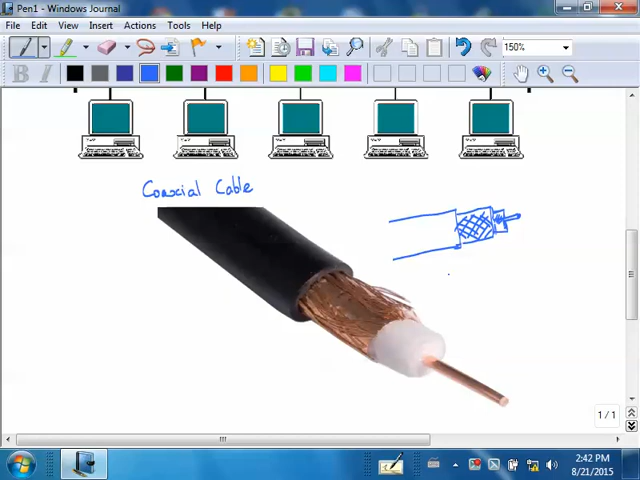 Pen1 - Windows Journal
File Edit View Insert Actions Tools Help
B I
150%
Coaxial Cable
1 / 1
2:42 PM
8/21/2015